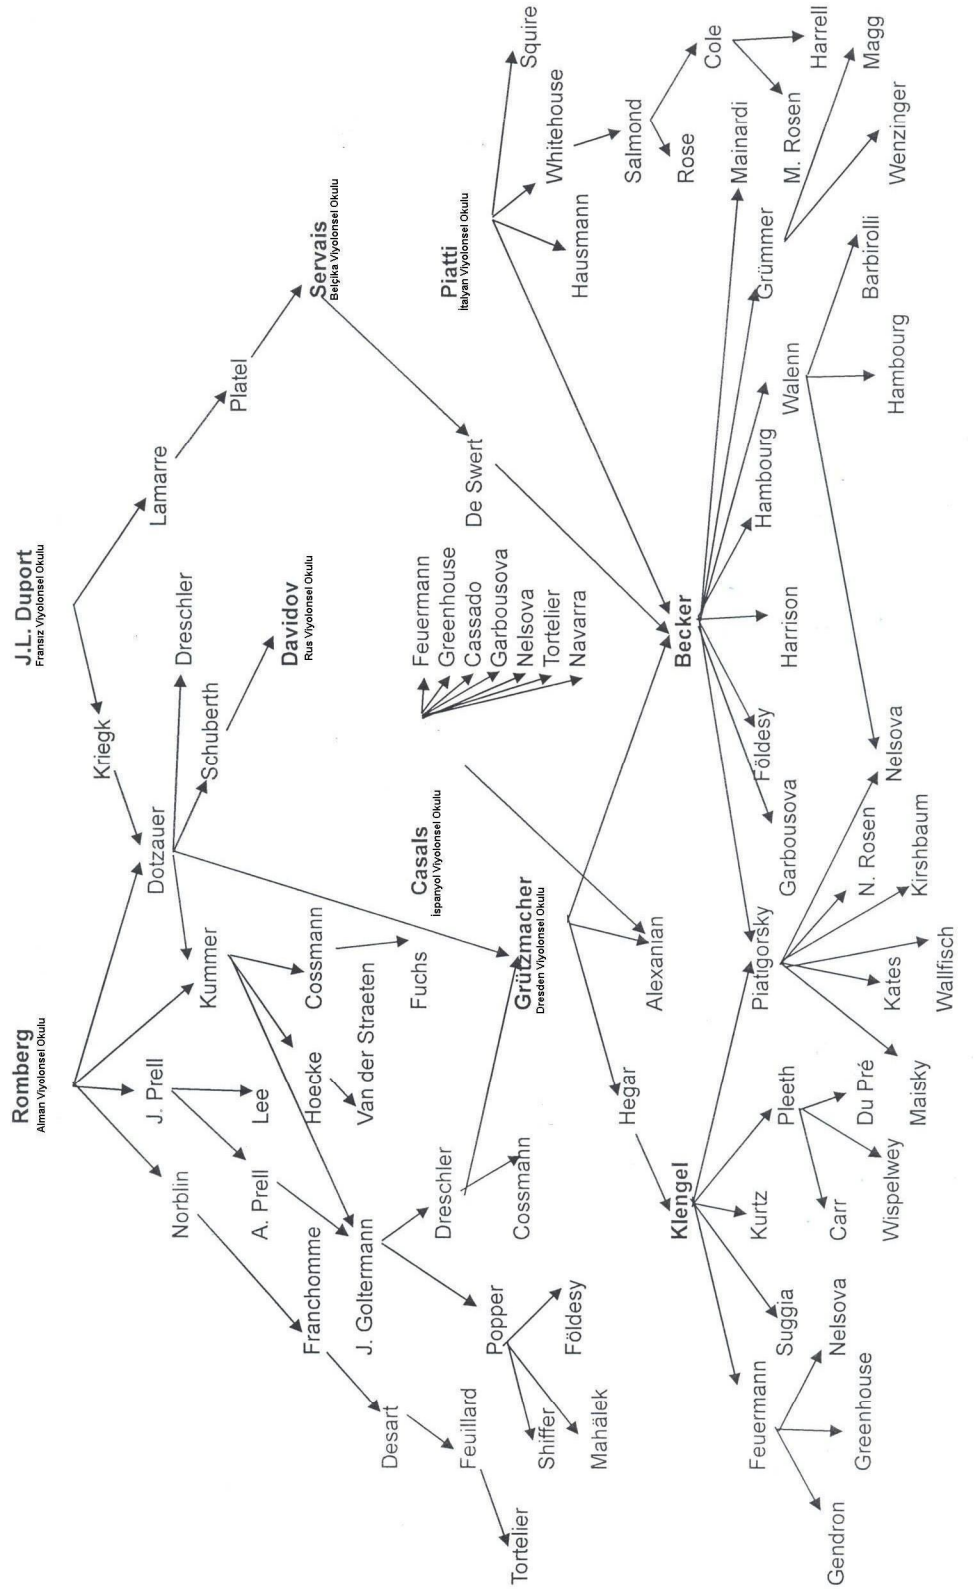 Romberg
Alman Viyolonsel Okulu
J.L. Duport
Fransız Viyolonsel Okulu
Kriegk
Lamarre
Norblin
J. Prell
Kummer
Dotzauer
Schuberth
Dreschler
Platel
A. Prell
Lee
Davidov
Rus Viyolonsel Okulu
Servais
Belçika Viyolonsel Okulu
Franchomme
Hoecke
Cossmann
J. Goltermann
Van der Straeten
Fuchs
Casals
İspanyol Viyolonsel Okulu
Feuermann
Greenhouse
Cassado
Garbousova
Nelsova
Tortelier
Navarra
De Swert
Piatti
İtalyan Viyolonsel Okulu
Desart
Feuillard
Dreschler
Popper
Cossmann
Grützmacher
Dresden Viyolonsel Okulu
Squire
Whitehouse
Hausmann
Tortelier
Shiffer
Mahälek
Földesy
Hegar
Alexanian
Salmond
Rose
Cole
Klengel
Becker
Feuermann
Suggia
Kurtz
Pleeth
Piatigorsky
Garbousova
Földesy
Harrison
Hambourg
Walenn
Grümmer
Mainardi
M. Rosen
Harrell
Gendron
Greenhouse
Nelsova
Carr
Wispelwey
Du Pré
Maisky
Kates
Wallfisch
Kirshbaum
N. Rosen
Nelsova
Hambourg
Barbirolli
Wenzinger
Magg